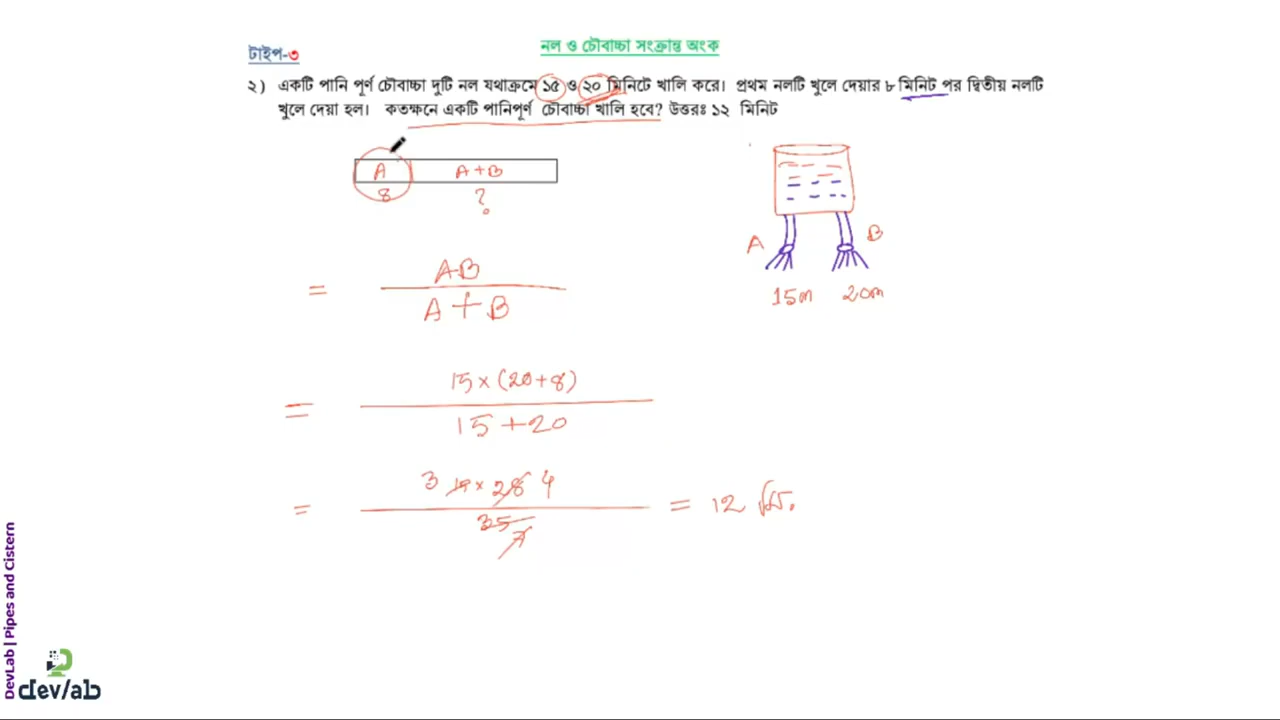 নল ও চৌবাচ্চা সংক্রান্ত অংক
টাইপ-৩
২) একটি পানি পূর্ণ চৌবাচ্চা দুটি নল যথাক্রমে ১৫ ও ২০ মিনিটে খালি করে। প্রথম নলটি খুলে দেয়ার ৮ মিনিট পর দ্বিতীয় নলটি
খুলে দেয়া হল। কতক্ষনে একটি পানিপূর্ণ চৌবাচ্চা খালি হবে? উত্তরঃ ১২ মিনিট
A A+B
8 ?
A B
15m 20m
= AB
A+B
= 15×(20+8)
15+20
= 3 15 × 28 4
35
7
= 12 মি.
DevLab | Pipes and Cistern
dev/ab